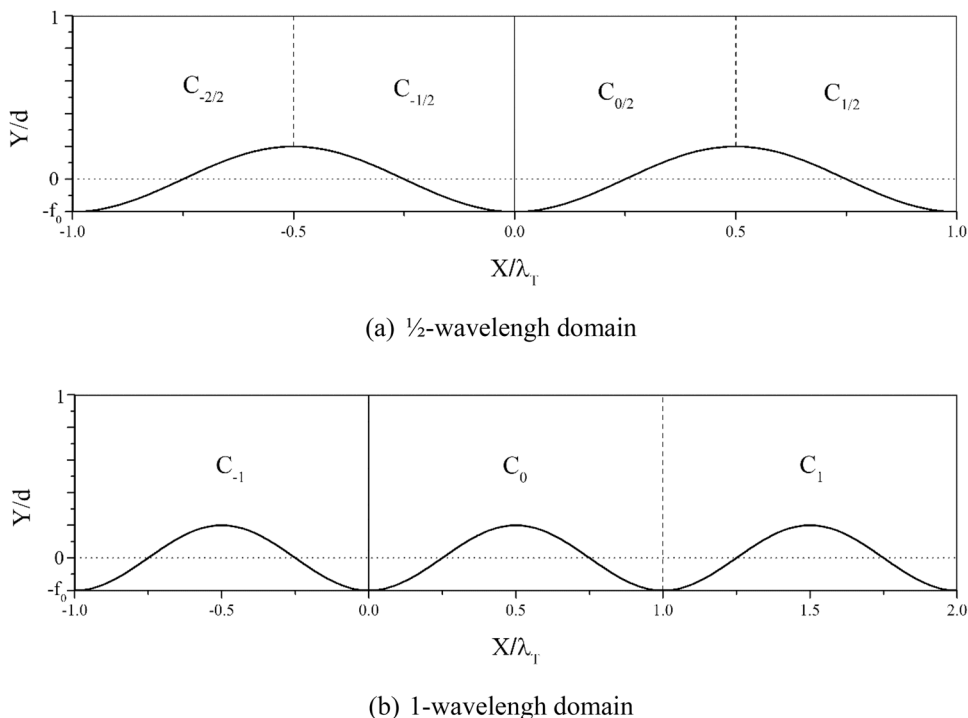 1
Y/d
C-2/2
C-1/2
C0/2
C1/2
0
-f0
-1.0 -0.5 0.0 0.5 1.0
X/λT
(a) ½-wavelengh domain
1
Y/d
C-1
C0
C1
0
-f0
-1.0 -0.5 0.0 0.5 1.0 1.5 2.0
X/λT
(b) 1-wavelengh domain